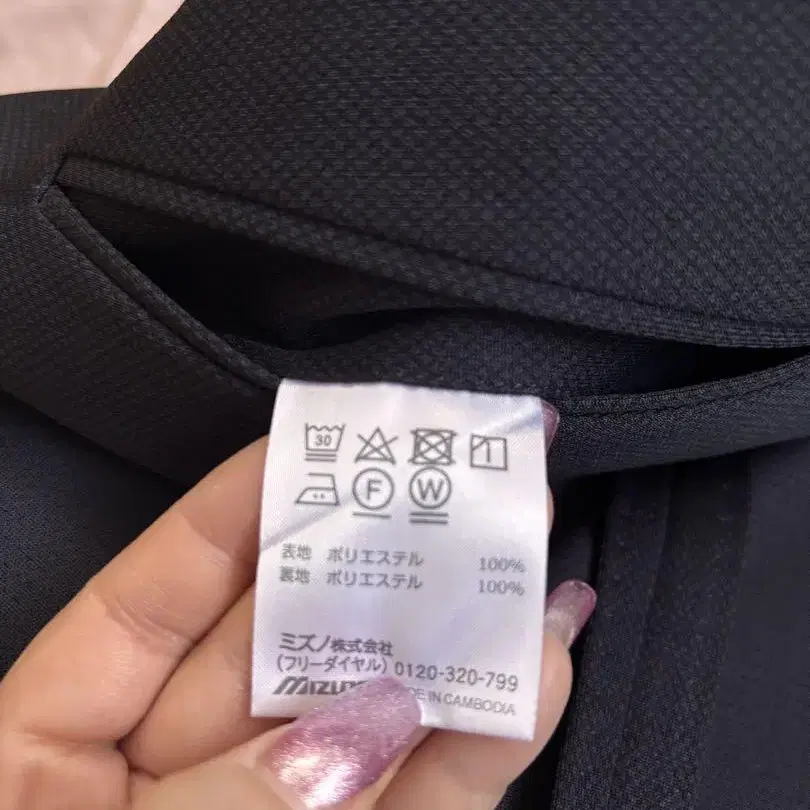 30
F W
表地 ポリエステル 100%
裏地 ポリエステル 100%
ミズノ株式会社
(フリーダイヤル) 0120-320-799
IN CAMBODIA